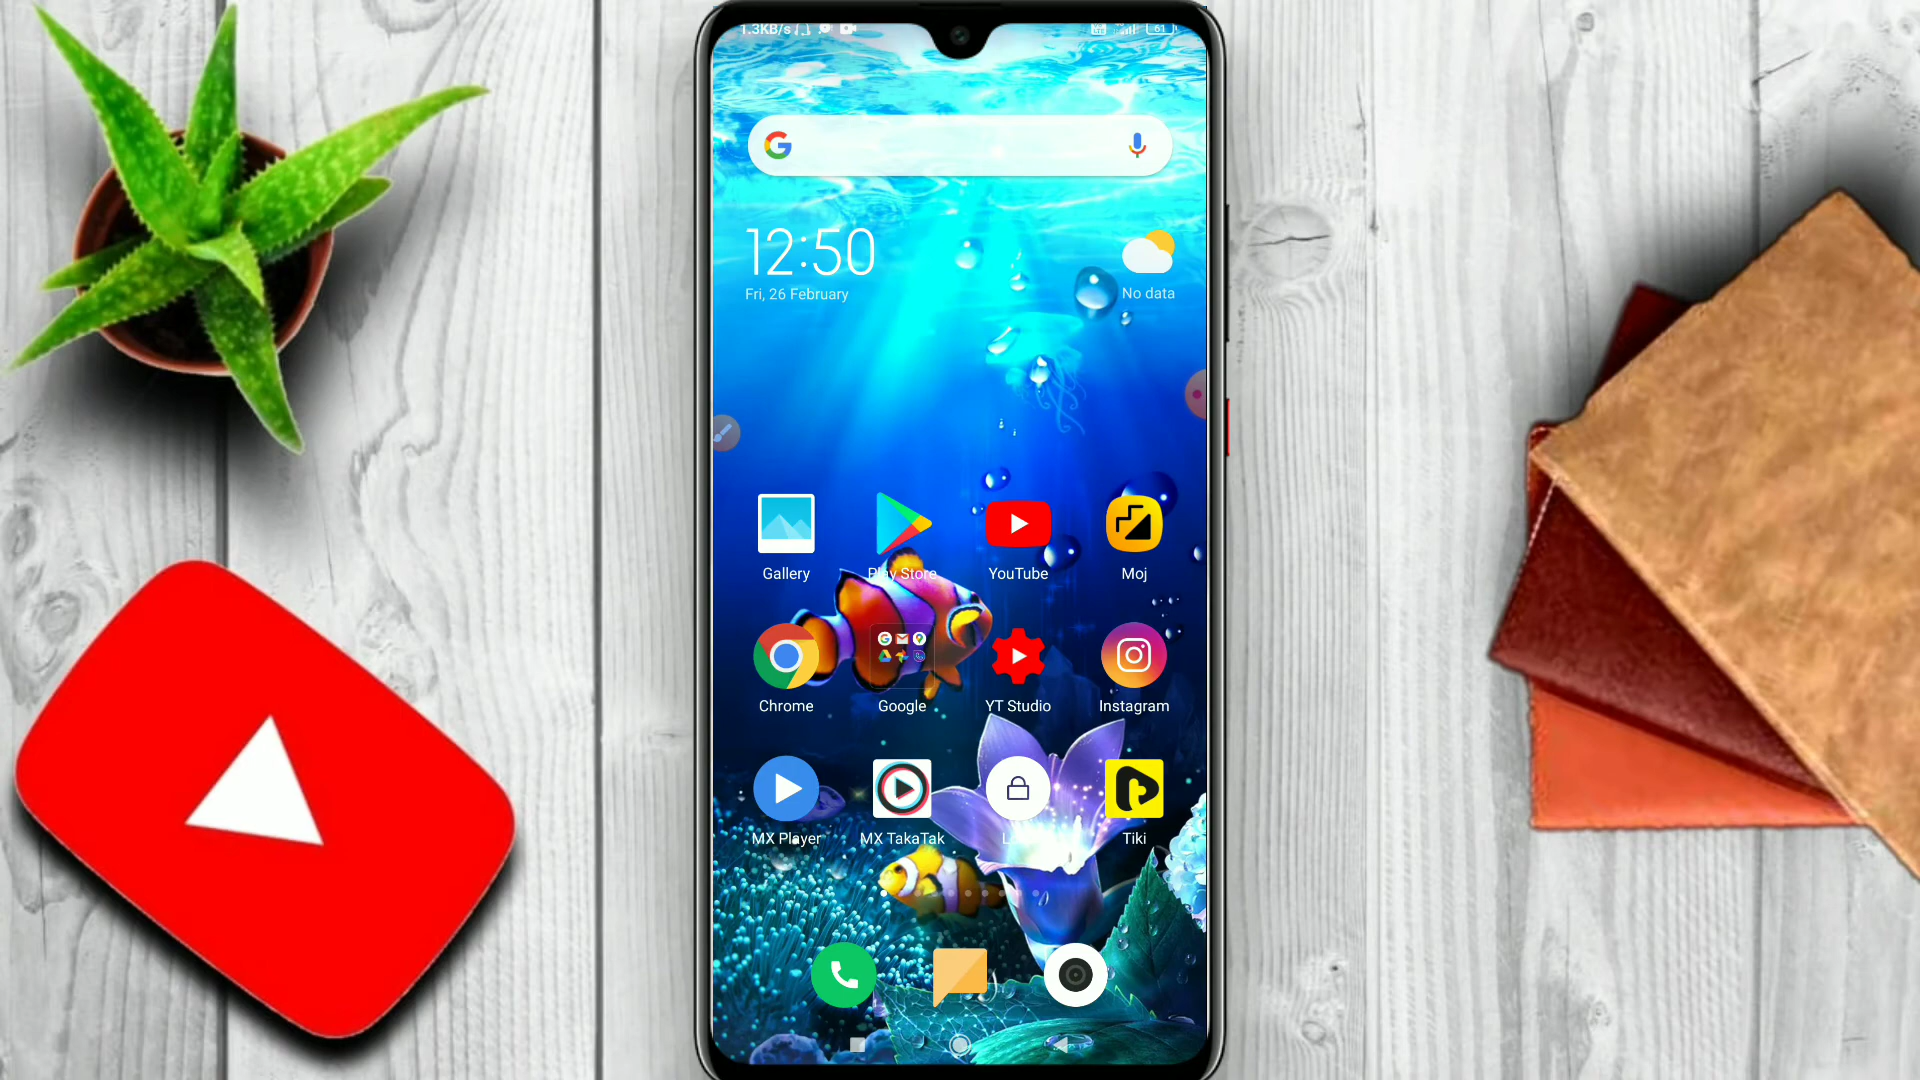 1.3KB/s
61
12:50
Fri, 26 February
No data
Gallery
Play Store
YouTube
Moj
Chrome
Google
YT Studio
Instagram
MX Player
MX TakaTak
Tiki